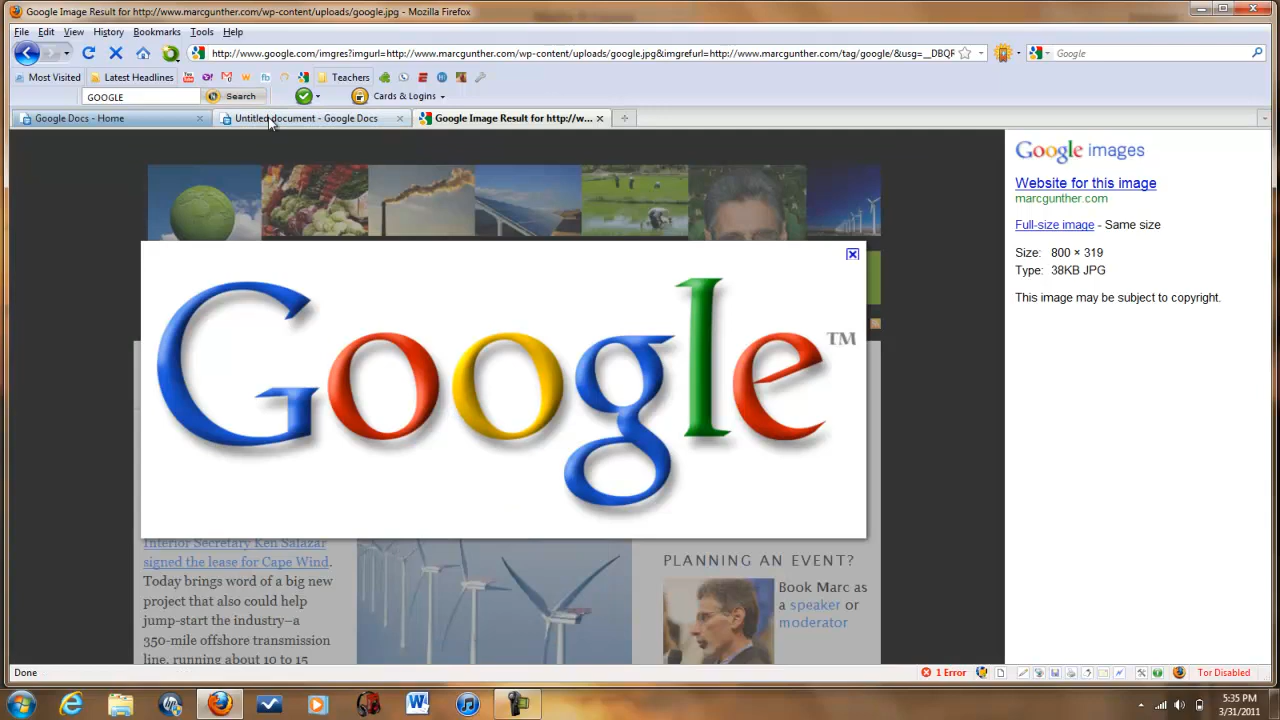 Google Image Result for http://www.marcgunther.com/wp-content/uploads/google.jpg - Mozilla Firefox
File Edit View History Bookmarks Tools Help
http://www.google.com/imgres?imgurl=http://www.marcgunther.com/wp-content/uploads/google.jpg&imgrefurl=http://www.marcgunther.com/tag/google/&usg=__DBQF
Google
Most Visited Latest Headlines Teachers
GOOGLE Search Cards & Logins
Google Docs - Home
Untitled document - Google Docs
Google Image Result for http://w...
Google images
Website for this image
marcgunther.com
Full-size image - Same size
Size: 800 × 319
Type: 38KB JPG
This image may be subject to copyright.
Google™
Interior Secretary Ken Salazar
signed the lease for Cape Wind.
Today brings word of a big new
project that also could help
jump-start the industry–a
350-mile offshore transmission
line, running about 10 to 15
PLANNING AN EVENT?
Book Marc as
a speaker or
moderator
Done
1 Error
Tor Disabled
5:35 PM
3/31/2011